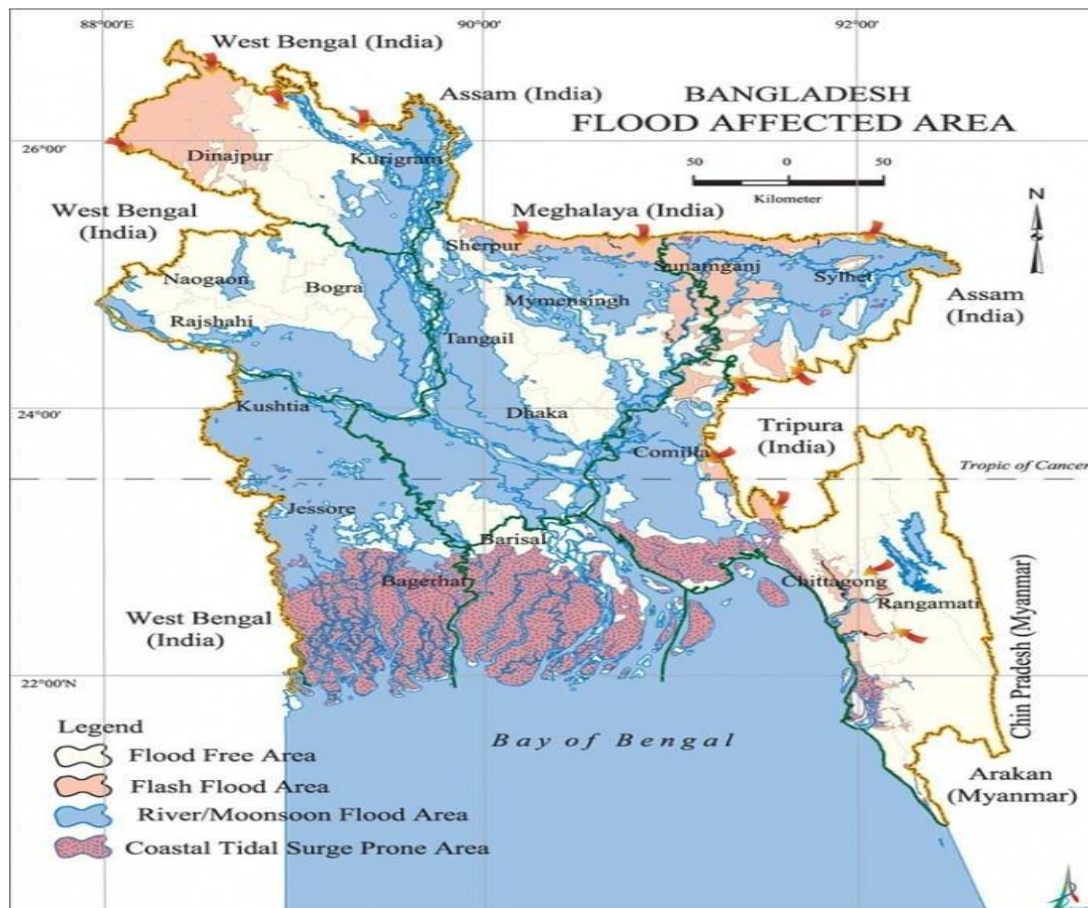 88°00'E
90°00'
92°00'
West Bengal (India)
Assam (India)
BANGLADESH
FLOOD AFFECTED AREA
26°00'
Dinajpur
Kurigram
50
0
50
Kilometer
N
West Bengal
(India)
Meghalaya (India)
Sherpur
Sunamganj
Sylhet
Naogaon
Bogra
Mymensingh
Assam
(India)
Rajshahi
Tangail
24°00'
Kushtia
Dhaka
Comilla
Tripura
(India)
Tropic of Cancer
Jessore
Barisal
Bagerhat
Chittagong
Rangamati
West Bengal
(India)
Chin Pradesh (Myanmar)
22°00'N
Legend
Flood Free Area
Flash Flood Area
River/Moonsoon Flood Area
Coastal Tidal Surge Prone Area
Bay of Bengal
Arakan
(Myanmar)